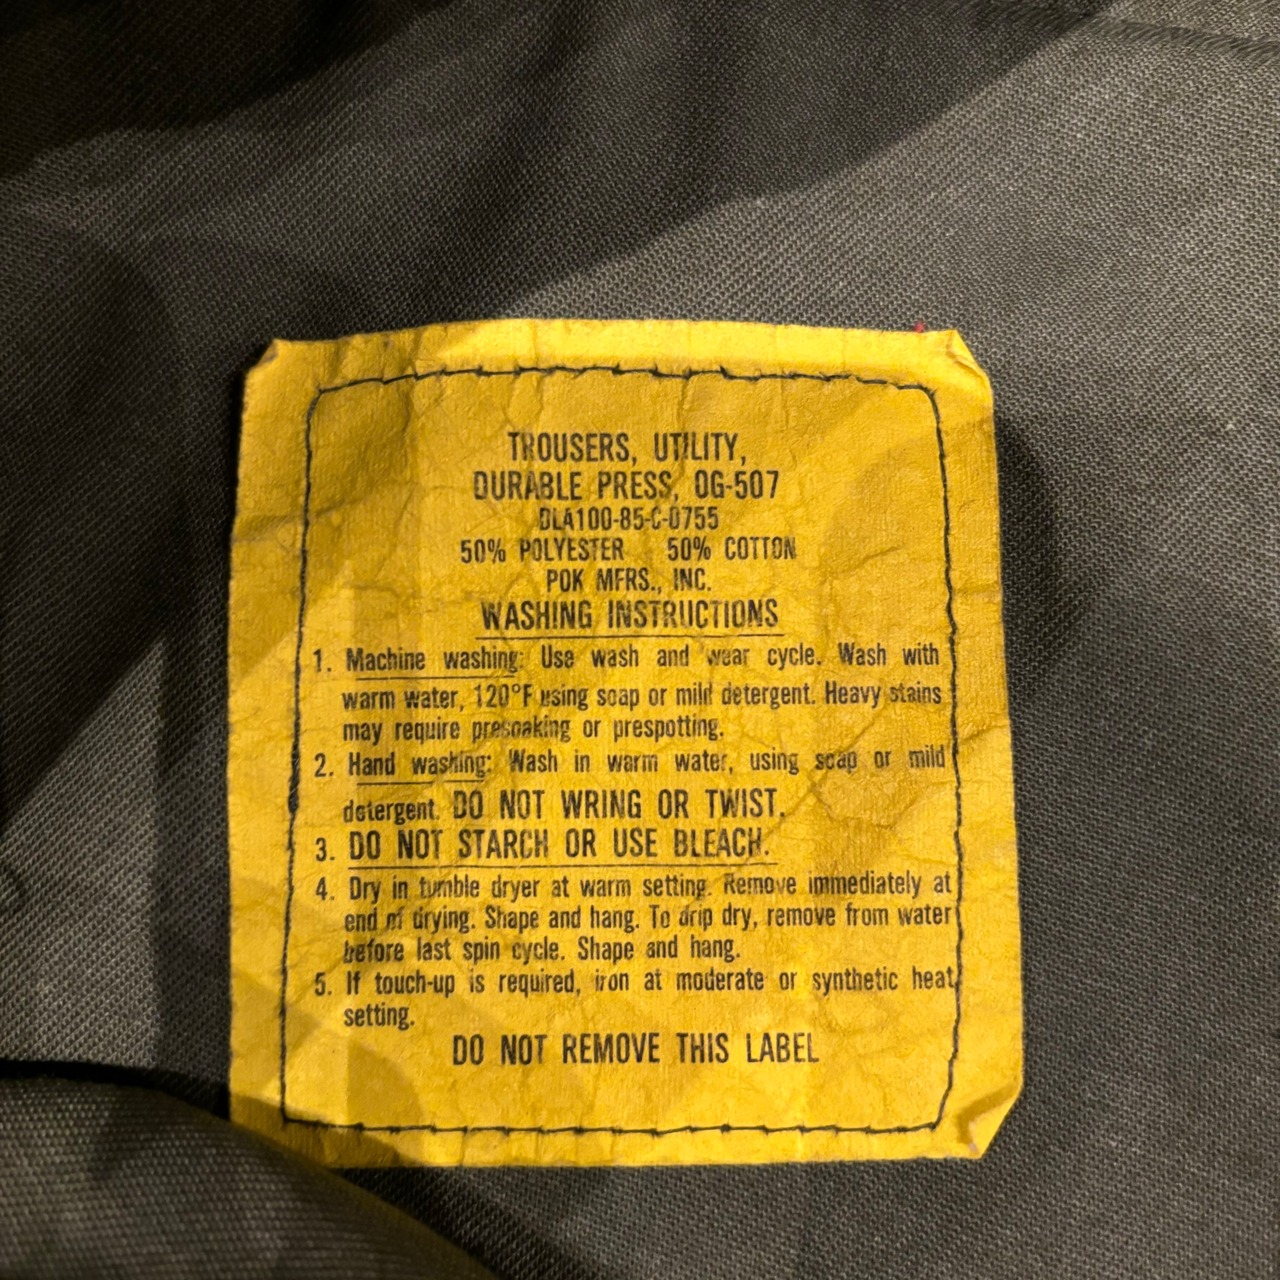 TROUSERS, UTILITY,
DURABLE PRESS, OG-507
DLA100-85-C-0755
50% POLYESTER 50% COTTON
POK MFRS., INC.
WASHING INSTRUCTIONS
1. Machine washing: Use wash and wear cycle. Wash with
warm water, 120°F using soap or mild detergent. Heavy stains
may require presoaking or prespotting.
2. Hand washing: Wash in warm water, using soap or mild
detergent. DO NOT WRING OR TWIST.
3. DO NOT STARCH OR USE BLEACH.
4. Dry in tumble dryer at warm setting. Remove immediately at
end of drying. Shape and hang. To drip dry, remove from water
before last spin cycle. Shape and hang.
5. If touch-up is required, iron at moderate or synthetic heat
setting.
DO NOT REMOVE THIS LABEL